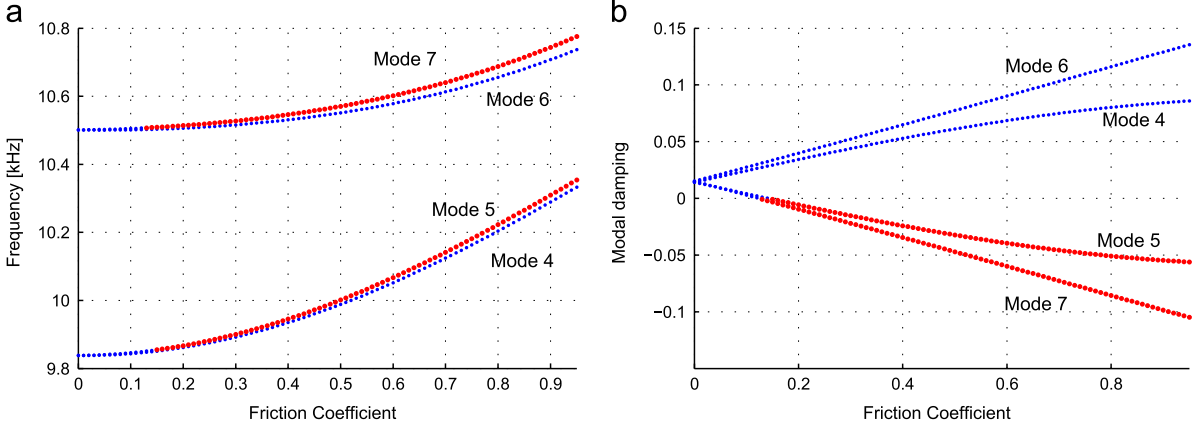 a
10.8
10.6
10.4
10.2
10
9.8
Frequency [kHz]
Mode 7
Mode 6
Mode 5
Mode 4
0 0.1 0.2 0.3 0.4 0.5 0.6 0.7 0.8 0.9
Friction Coefficient
b
0.15
0.1
0.05
0
−0.05
−0.1
Modal damping
Mode 6
Mode 4
Mode 5
Mode 7
0 0.2 0.4 0.6 0.8
Friction Coefficient